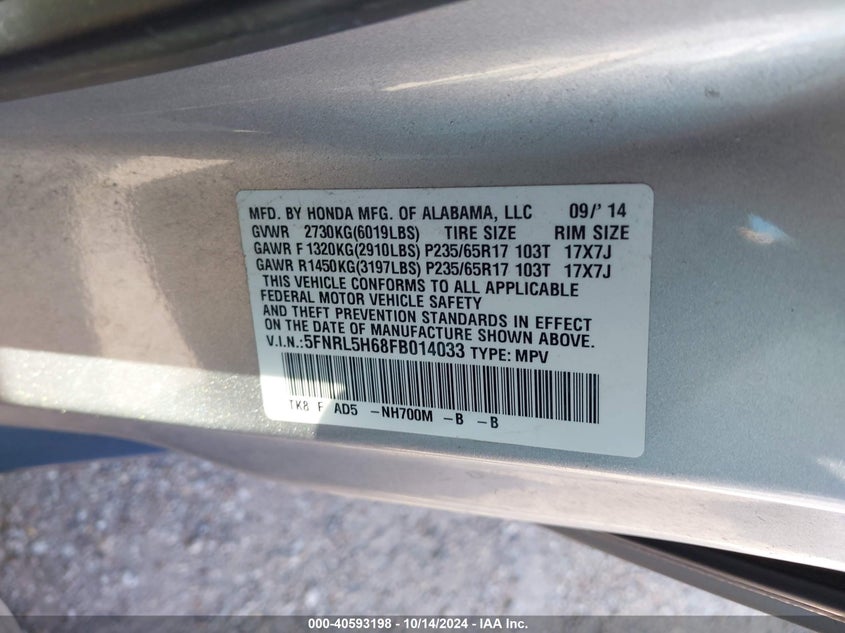 MFD. BY HONDA MFG. OF ALABAMA, LLC 09/' 14
GVWR 2730KG(6019LBS) TIRE SIZE RIM SIZE
GAWR F 1320KG(2910LBS) P235/65R17 103T 17X7J
GAWR R1450KG(3197LBS) P235/65R17 103T 17X7J
THIS VEHICLE CONFORMS TO ALL APPLICABLE
FEDERAL MOTOR VEHICLE SAFETY
AND THEFT PREVENTION STANDARDS IN EFFECT
ON THE DATE OF MANUFACTURE SHOWN ABOVE.
V.I.N.:5FNRL5H68FB014033 TYPE: MPV
TK8 F AD5 -NH700M -B -B
000-40593198 - 10/14/2024 - IAA Inc.